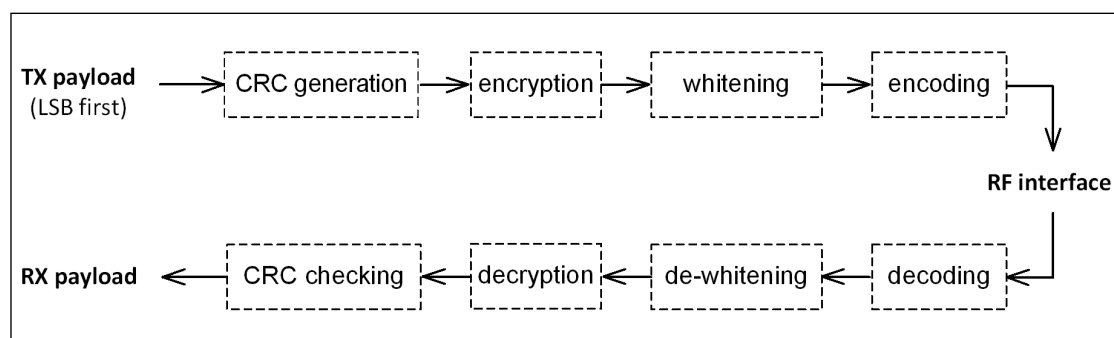 TX payload
(LSB first)
CRC generation
encryption
whitening
encoding
RF interface
RX payload
CRC checking
decryption
de-whitening
decoding